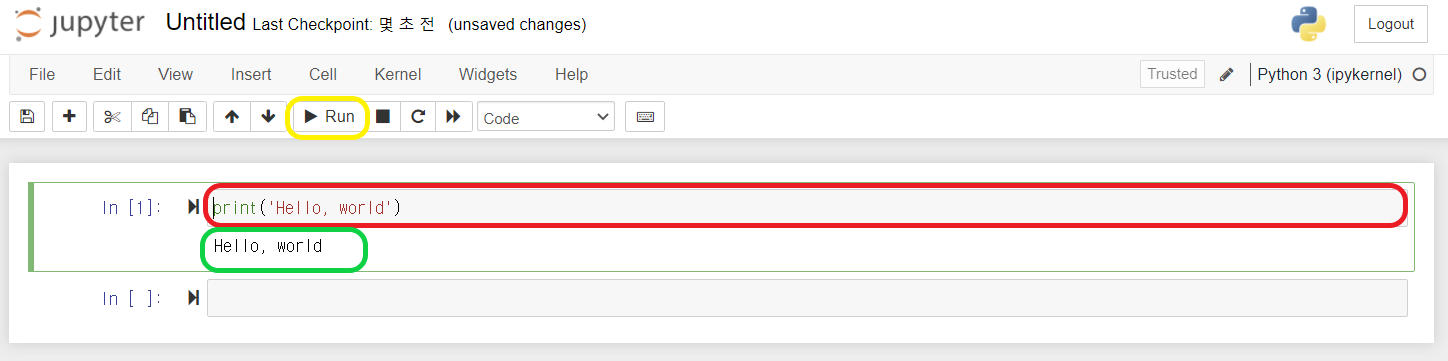 jupyter Untitled Last Checkpoint: 몇 초 전 (unsaved changes) Logout
File Edit View Insert Cell Kernel Widgets Help Trusted Python 3 (ipykernel)
Run Code
In [1]: print('Hello, world')
Hello, world
In [ ]: